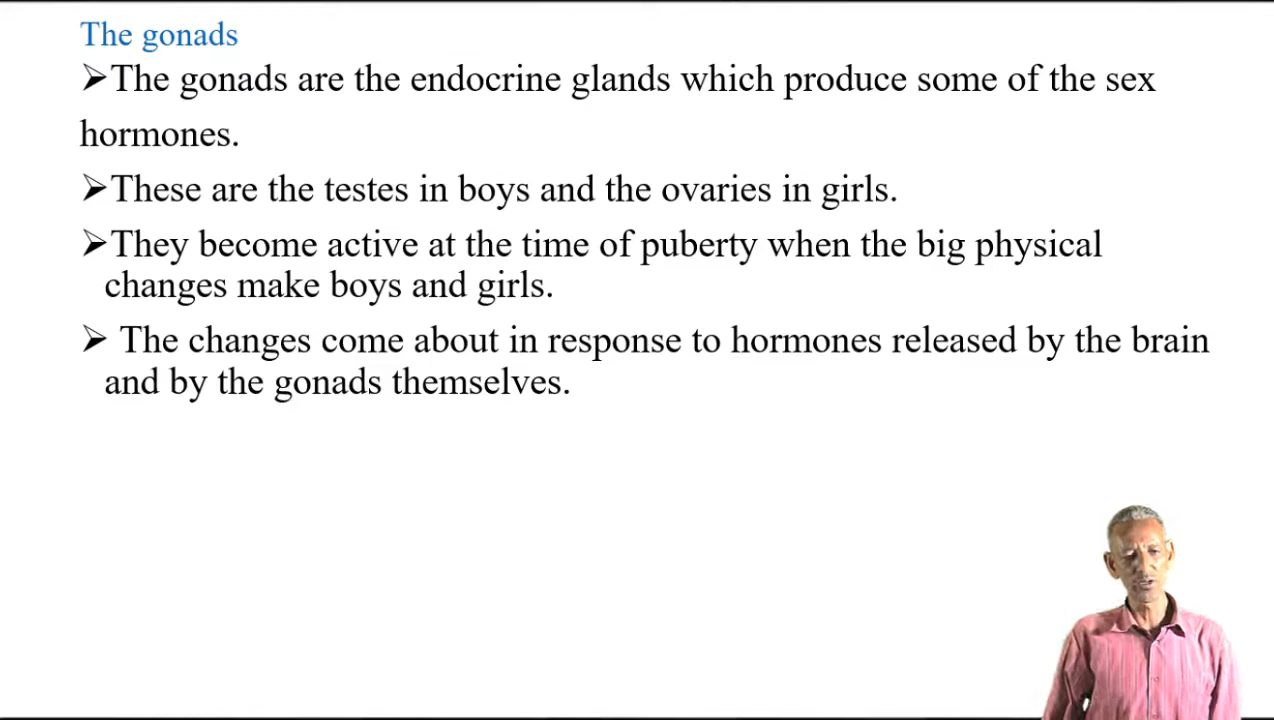 The gonads
➤The gonads are the endocrine glands which produce some of the sex
hormones.
➤These are the testes in boys and the ovaries in girls.
➤They become active at the time of puberty when the big physical
changes make boys and girls.
➤ The changes come about in response to hormones released by the brain
and by the gonads themselves.